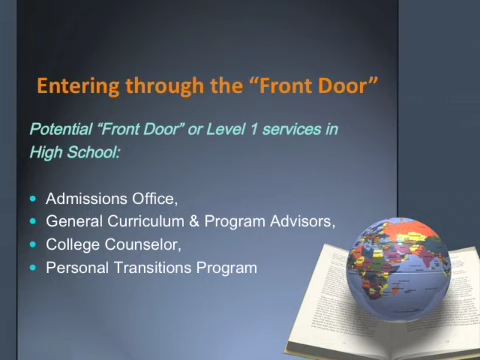 Entering through the “Front Door”
Potential “Front Door” or Level 1 services in
High School:
• Admissions Office,
• General Curriculum & Program Advisors,
• College Counselor,
• Personal Transitions Program